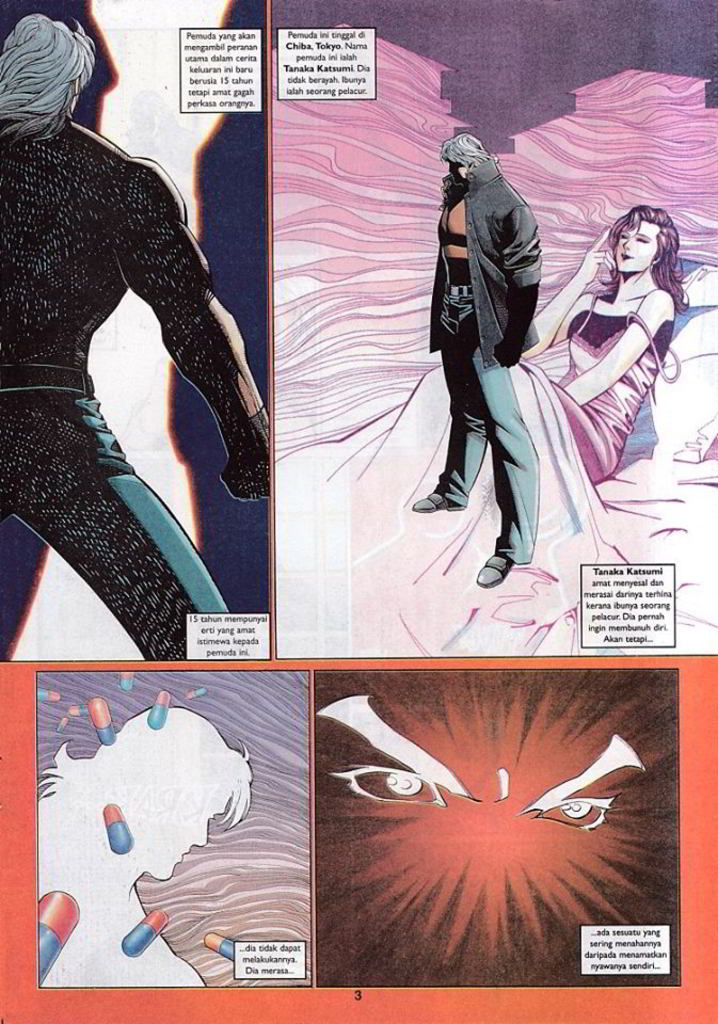 Pemuda yang akan
mengambil peranan
utama dalam cerita
keluaran ini baru
berusia 15 tahun
tetapi amat gagah
perkasa orangnya.
15 tahun mempunyai
erti yang amat
istimewa kepada
pemuda ini.
Pemuda ini tinggal di
Chiba, Tokyo. Nama
pemuda ini ialah
Tanaka Katsumi. Dia
tidak berayah. Ibunya
ialah seorang pelacur.
Tanaka Katsumi
amat menyesal dan
merasai darinya terhina
kerana ibunya seorang
pelacur. Dia pernah
ingin membunuh diri.
Akan tetapi...
...dia tidak dapat
melakukannya.
Dia merasa...
...ada sesuatu yang
sering menahannya
daripada menamatkan
nyawanya sendiri...
3